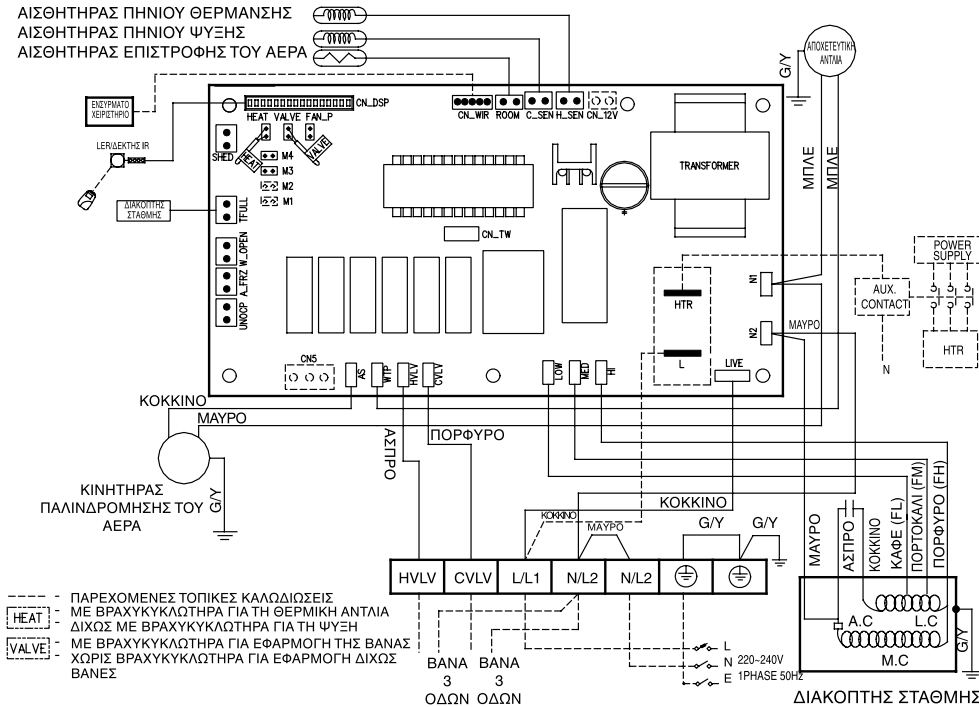 ΑΙΣΘΗΤΗΡΑΣ ΠΗΝΙΟΥ ΘΕΡΜΑΝΣΗΣ
ΑΙΣΘΗΤΗΡΑΣ ΠΗΝΙΟΥ ΨΥΞΗΣ
ΑΙΣΘΗΤΗΡΑΣ ΕΠΙΣΤΡΟΦΗΣ ΤΟΥ ΑΕΡΑ
ΑΠΟΧΕΤΕΥΤΙΚΗ
ΑΝΤΛΙΑ
G/Y
ΜΠΛΕ
ΜΠΛΕ
ΕΝΣΥΡΜΑΤΟ
ΧΕΙΡΙΣΤΗΡΙΟ
LER/ΔΕΚΤΗΣ IR
ΔΙΑΚΟΠΤΗΣ
ΣΤΑΘΜΗΣ
CN_DSP
HEAT VALVE FAN_P
HEAT
VALVE
M4
M3
M2
M1
SHED
TFULL
W_OPEN
A_FRZ
UNOCP
CN_WIR ROOM C_SEN H_SEN CN_12V
TRANSFORMER
CN_TW
HTR
L
N1
N2
ΜΑΥΡΟ
LIVE
CN5
AS
WTP
HVLV
CVLV
LOW
MED
HI
POWER
SUPPLY
AUX.
CONTACT
HTR
N
ΚΟΚΚΙΝΟ
ΜΑΥΡΟ
ΚΙΝΗΤΗΡΑΣ
ΠΑΛΙΝΔΡΟΜΗΣΗΣ ΤΟΥ
ΑΕΡΑ
G/Y
ΑΣΠΡΟ
ΠΟΡΦΥΡΟ
ΚΟΚΚΙΝΟ
ΚΟΚΚΙΝΟ
ΜΑΥΡΟ
G/Y
G/Y
HVLV CVLV L/L1 N/L2 N/L2
ΜΑΥΡΟ
ΑΣΠΡΟ
ΚΟΚΚΙΝΟ
ΚΑΦΕ (FL)
ΠΟΡΤΟΚΑΛΙ (FM)
ΠΟΡΦΥΡΟ (FH)
A.C
L.C
M.C
G/Y
ΔΙΑΚΟΠΤΗΣ ΣΤΑΘΜΗΣ
- ΠΑΡΕΧΟΜΕΝΕΣ ΤΟΠΙΚΕΣ ΚΑΛΩΔΙΩΣΕΙΣ
HEAT - ΜΕ ΒΡΑΧΥΚΥΚΛΩΤΗΡΑ ΓΙΑ ΤΗ ΘΕΡΜΙΚΗ ΑΝΤΛΙΑ
- ΔΙΧΩΣ ΜΕ ΒΡΑΧΥΚΥΚΛΩΤΗΡΑ ΓΙΑ ΤΗ ΨΥΞΗ
VALVE - ΜΕ ΒΡΑΧΥΚΥΚΛΩΤΗΡΑ ΓΙΑ ΕΦΑΡΜΟΓΗ ΤΗΣ ΒΑΝΑΣ
- ΧΩΡΙΣ ΒΡΑΧΥΚΥΚΛΩΤΗΡΑ ΓΙΑ ΕΦΑΡΜΟΓΗ ΔΙΧΩΣ
ΒΑΝΕΣ
ΒΑΝΑ
3
ΟΔΩΝ
ΒΑΝΑ
3
ΟΔΩΝ
L
N
E
220~240V
1PHASE 50Hz